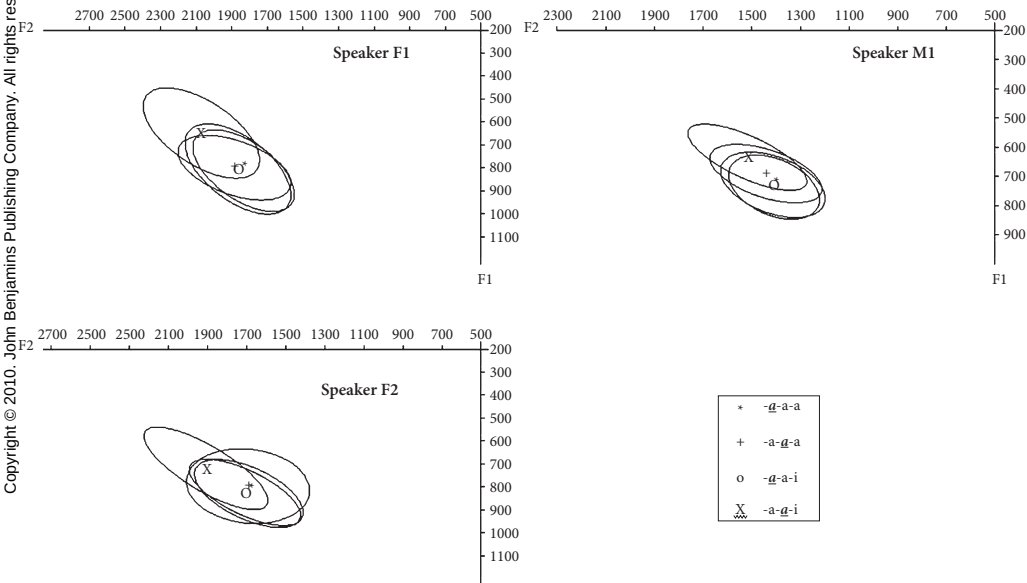 Copyright © 2010. John Benjamins Publishing Company. All rights res
F2 2500 2300 2100 1900 1700 1500 1300 1100 900 700 500
200
300
400
500
600
700
800
900
1000
1100
F1
Speaker F1
X
+ *
O
F2 2300 2100 1900 1700 1500 1300 1100 900 700 500
200
300
400
500
600
700
800
900
F1
Speaker M1
X
+
*
O
F2 2700 2500 2300 2100 1900 1700 1500 1300 1100 900 700 500
200
300
400
500
600
700
800
900
1000
1100
Speaker F2
X
+ *
O
* -a-a-a
+ -a-a-a
o -a-a-i
X -a-a-i